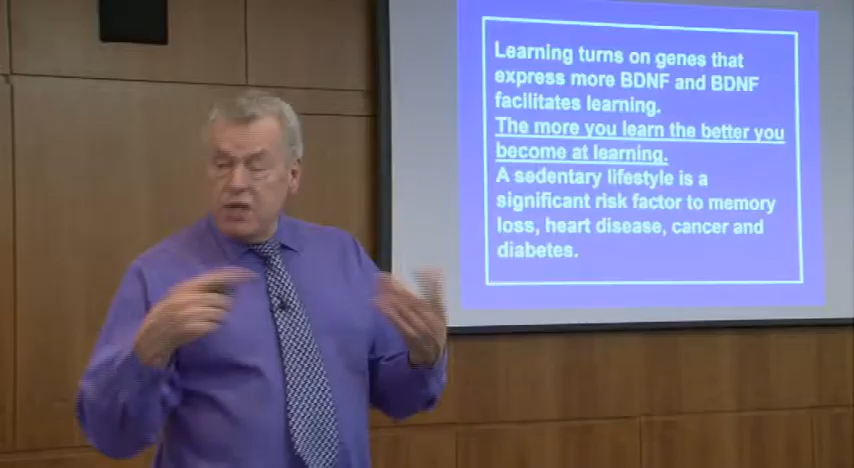 Learning turns on genes that
express more BDNF and BDNF
facilitates learning.
The more you learn the better you
become at learning.
A sedentary lifestyle is a
significant risk factor to memory
loss, heart disease, cancer and
diabetes.